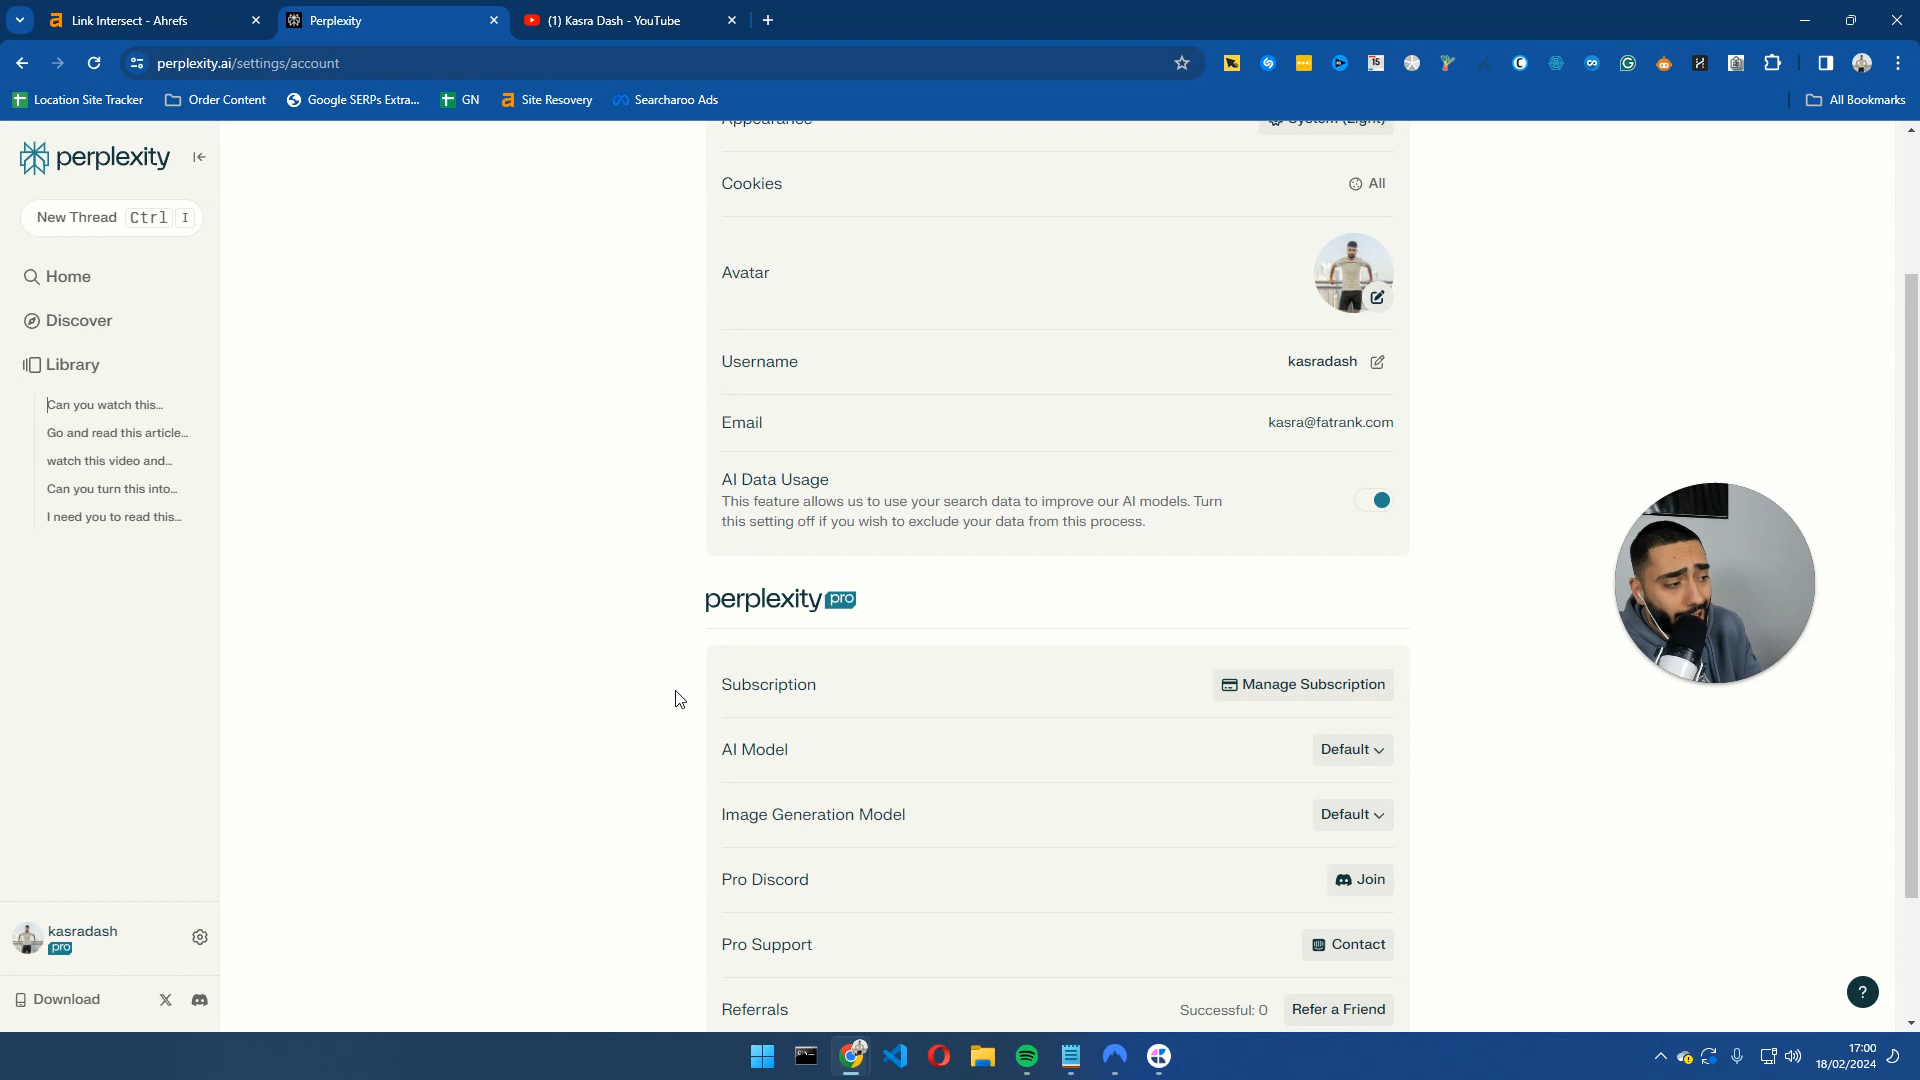 Link Intersect - Ahrefs
Perplexity
(1) Kasra Dash - YouTube
perplexity.ai/settings/account
Location Site Tracker
Order Content
Google SERPs Extra...
GN
Site Recovery
Searcharoo Ads
All Bookmarks
perplexity
New Thread Ctrl I
Home
Discover
Library
Can you watch this...
Go and read this article...
watch this video and...
Can you turn this into...
I need you to read this...
kasradash
pro
Download
Appearance
System (Light)
Cookies
All
Avatar
Username
kasradash
Email
kasra@fatrank.com
AI Data Usage
This feature allows us to use your search data to improve our AI models. Turn
this setting off if you wish to exclude your data from this process.
perplexity pro
Subscription
Manage Subscription
AI Model
Default
Image Generation Model
Default
Pro Discord
Join
Pro Support
Contact
Referrals
Successful: 0
Refer a Friend
?
17:00
18/02/2024